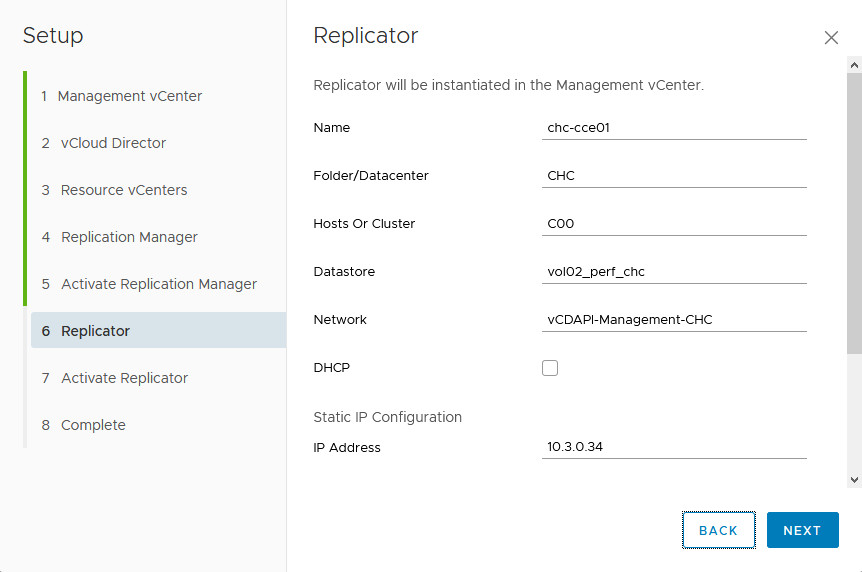 Setup
1 Management vCenter
2 vCloud Director
3 Resource vCenters
4 Replication Manager
5 Activate Replication Manager
6 Replicator
7 Activate Replicator
8 Complete
Replicator
Replicator will be instantiated in the Management vCenter.
Name chc-cce01
Folder/Datacenter CHC
Hosts Or Cluster C00
Datastore vol02_perf_chc
Network vCDAPI-Management-CHC
DHCP
Static IP Configuration
IP Address 10.3.0.34
BACK NEXT